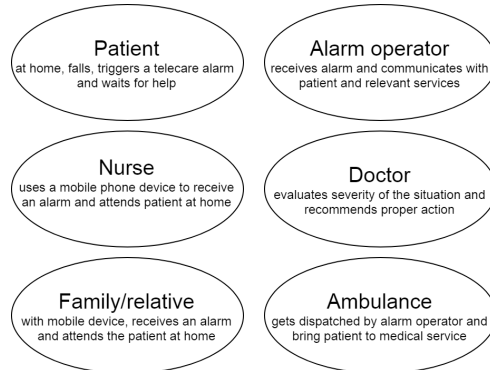 Patient
at home, falls, triggers a telecare alarm
and waits for help
Alarm operator
receives alarm and communicates with
patient and relevant services
Nurse
uses a mobile phone device to receive
an alarm and attends patient at home
Doctor
evaluates severity of the situation and
recommends proper action
Family/relative
with mobile device, receives an alarm
and attends the patient at home
Ambulance
gets dispatched by alarm operator and
bring patient to medical service